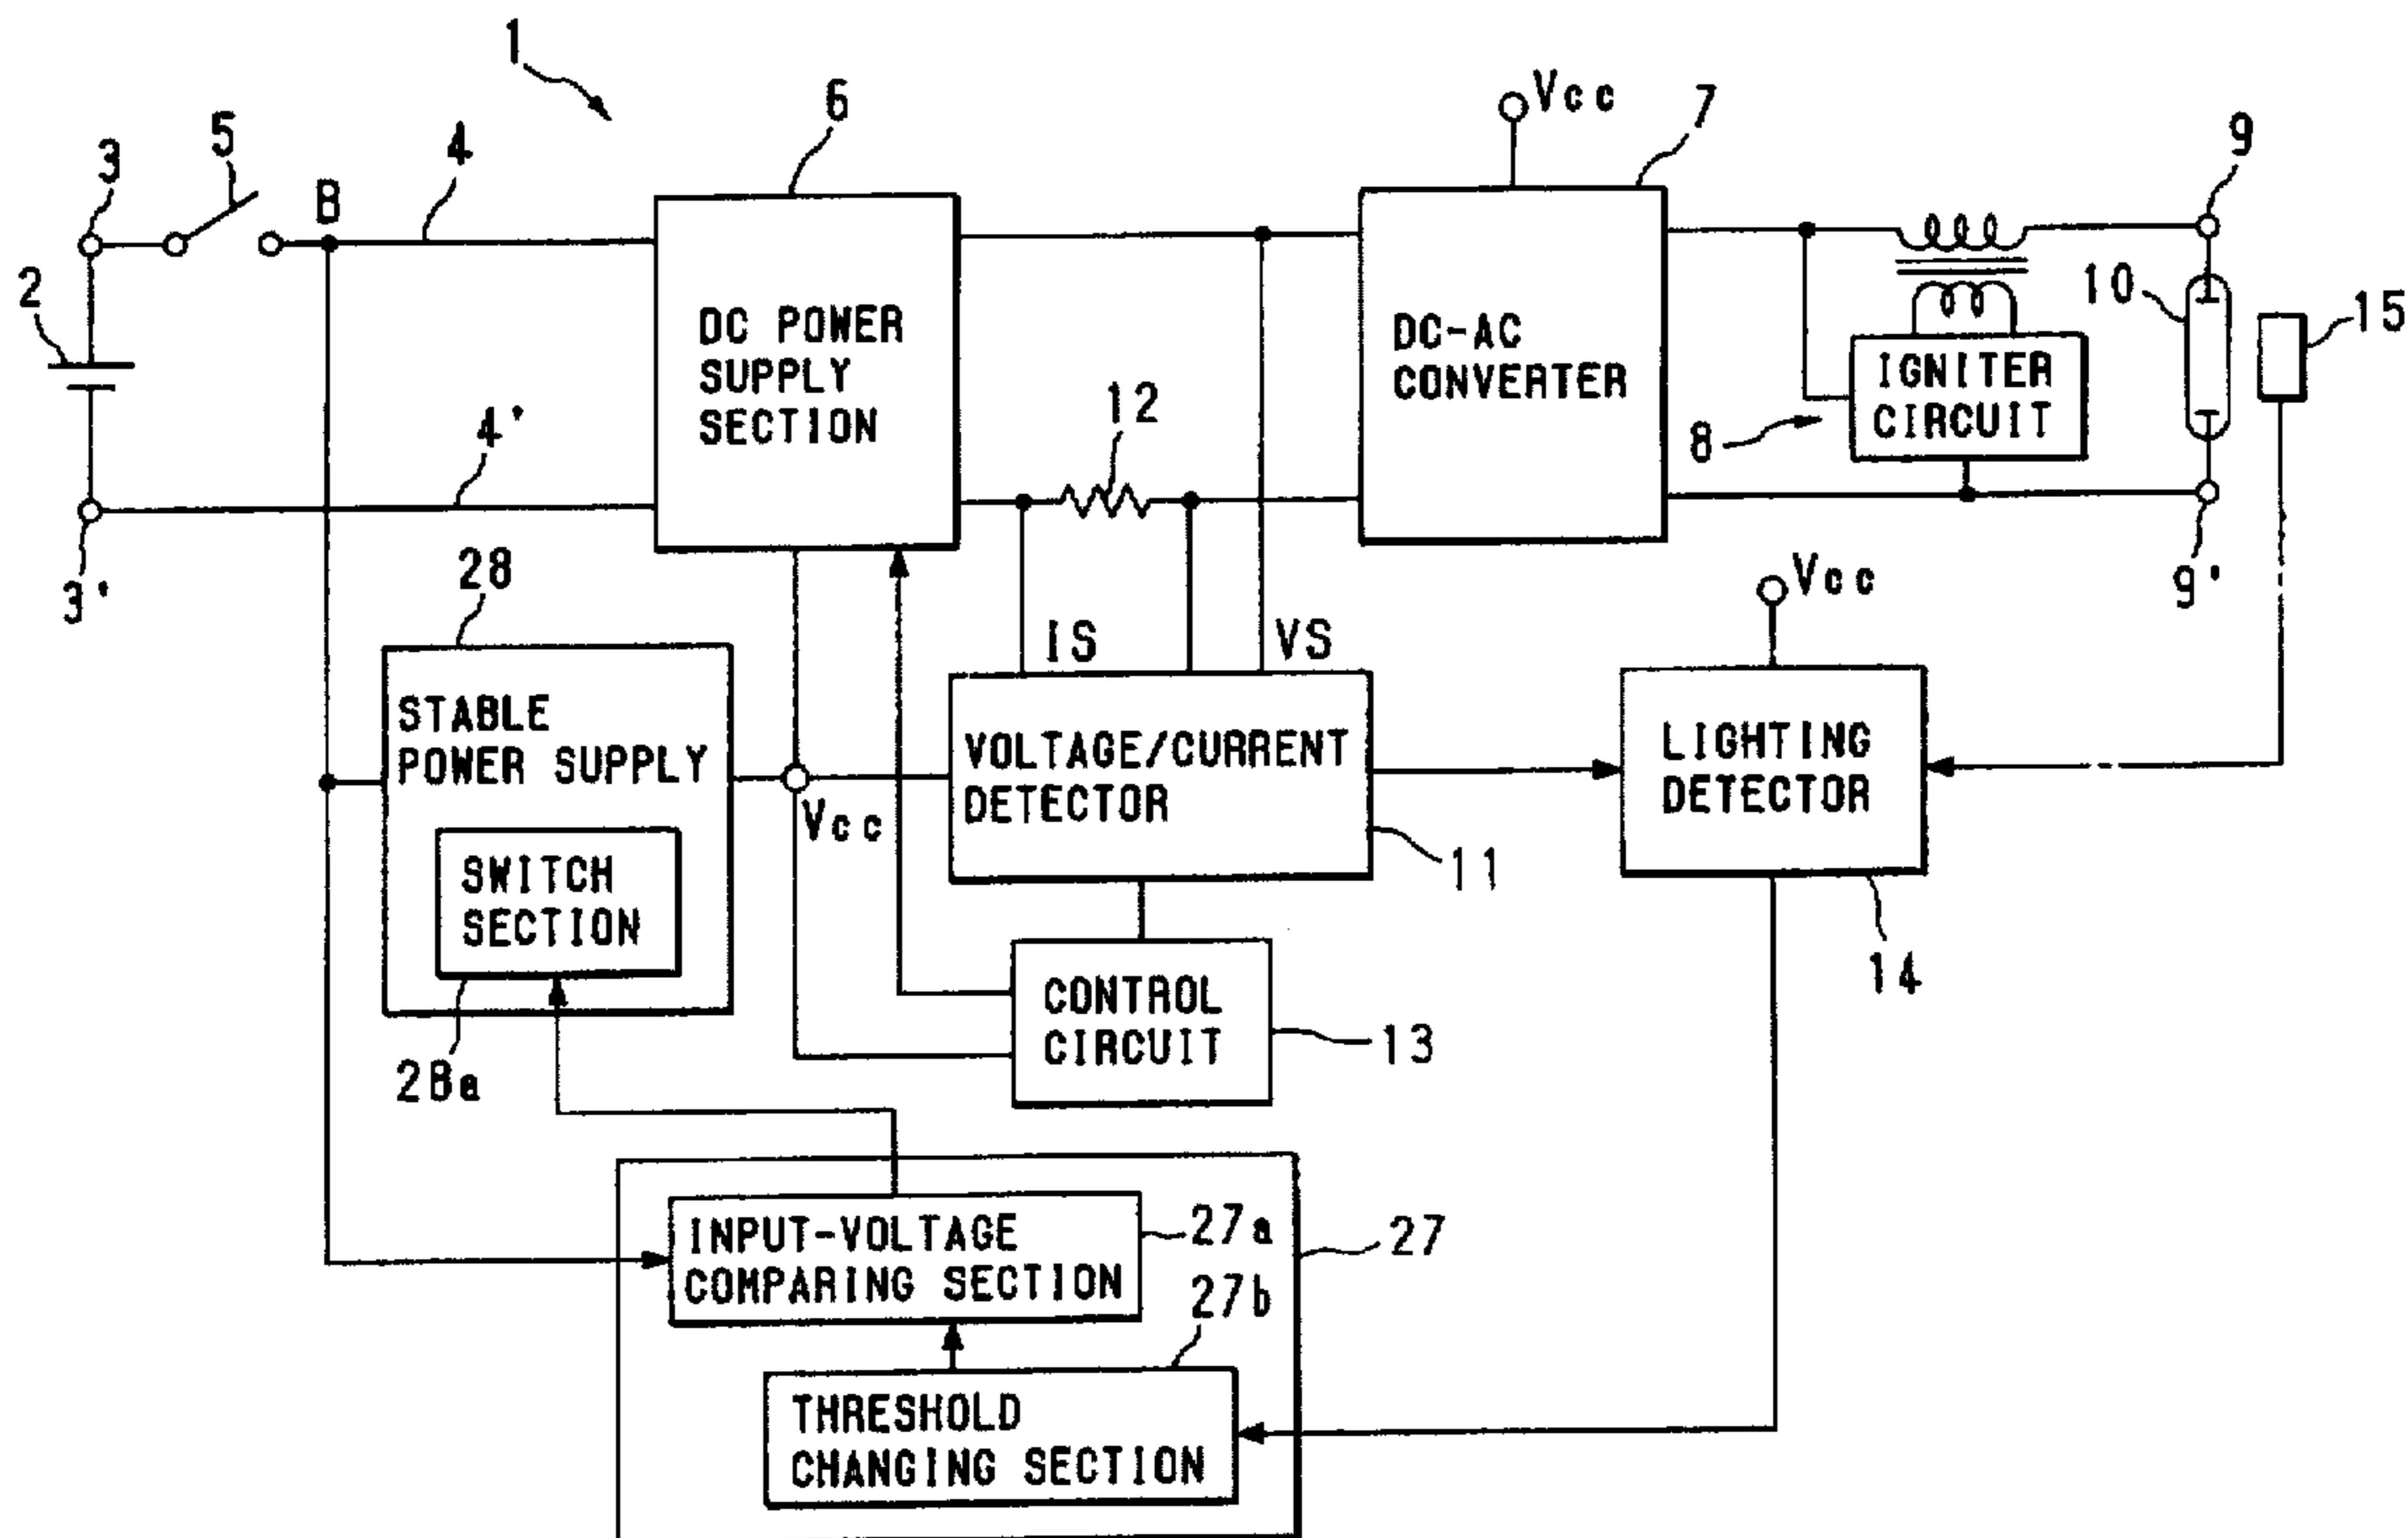 1
6
Vcc
7
9
5
3
B
4
2
DC POWER
SUPPLY
SECTION
DC-AC
CONVERTER
10
15
IGNITER
CIRCUIT
12
4'
8
28
3'
9'
Vcc
IS
VS
STABLE
POWER SUPPLY
VOLTAGE/CURRENT
DETECTOR
LIGHTING
DETECTOR
Vcc
11
SWITCH
SECTION
14
CONTROL
CIRCUIT
13
28a
INPUT-VOLTAGE
COMPARING SECTION
27a
27
27b
THRESHOLD
CHANGING SECTION